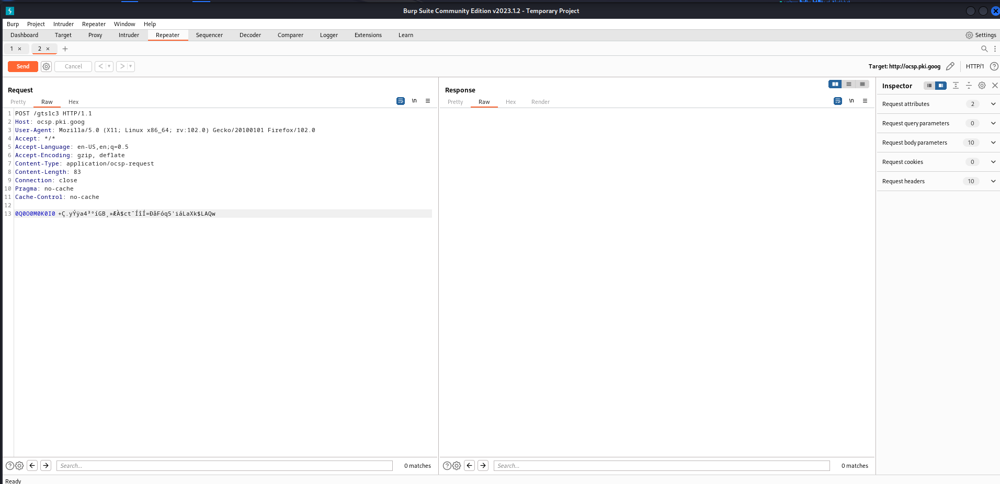 Burp Suite Community Edition v2023.1.2 - Temporary Project
Burp Project Intruder Repeater Window Help
Dashboard Target Proxy Intruder Repeater Sequencer Decoder Comparer Logger Extensions Learn Settings
1 × 2 × +
Send Cancel < > Target: http://ocsp.pki.goog HTTP/1 ?
Request
Pretty Raw Hex \n
1 POST /gts1c3 HTTP/1.1
2 Host: ocsp.pki.goog
3 User-Agent: Mozilla/5.0 (X11; Linux x86_64; rv:102.0) Gecko/20100101 Firefox/102.0
4 Accept: */*
5 Accept-Language: en-US,en;q=0.5
6 Accept-Encoding: gzip, deflate
7 Content-Type: application/ocsp-request
8 Content-Length: 83
9 Connection: close
10 Pragma: no-cache
11 Cache-Control: no-cache
12
13 0Q0O0M0K0I0 +Ç.yÝÿa4³ºíGB¸»ÆÀ$ct¯ÍîÍ=ÐâFóq5'iáLaXk$LAQw
? Search... 0 matches
Response
Pretty Raw Hex Render \n
? Search... 0 matches
Inspector
Request attributes 2
Request query parameters 0
Request body parameters 10
Request cookies 0
Request headers 10
Ready